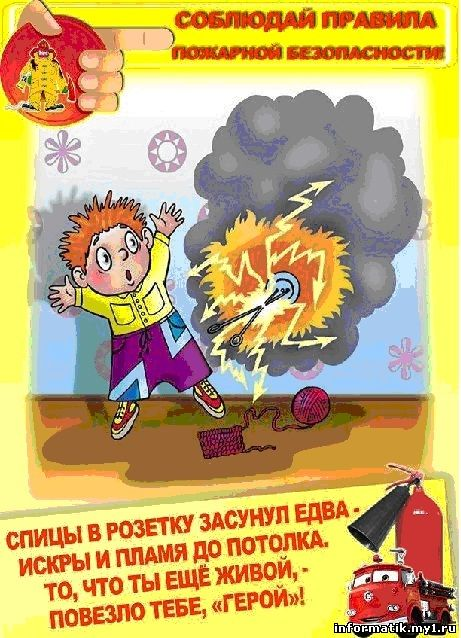 СОБЛЮДАЙ ПРАВИЛА
ПОЖАРНОЙ БЕЗОПАСНОСТИ!
СПИЦЫ В РОЗЕТКУ ЗАСУНУЛ ЕДВА -
ИСКРЫ И ПЛАМЯ ДО ПОТОЛКА.
ТО, ЧТО ТЫ ЕЩЁ ЖИВОЙ, -
ПОВЕЗЛО ТЕБЕ, «ГЕРОЙ»!
informatik.my1.ru